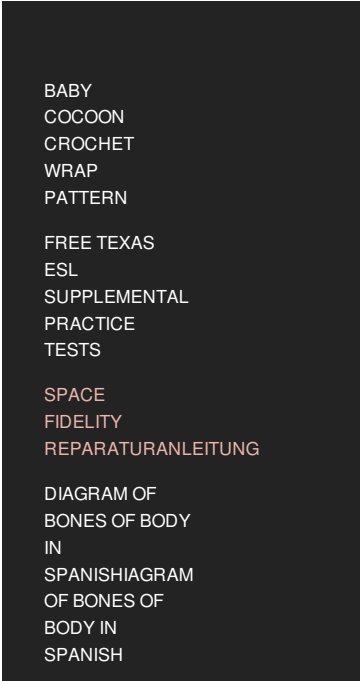 BABY
COCOON
CROCHET
WRAP
PATTERN
FREE TEXAS
ESL
SUPPLEMENTAL
PRACTICE
TESTS
SPACE
FIDELITY
REPARATURANLEITUNG
DIAGRAM OF
BONES OF BODY
IN
SPANISHIAGRAM
OF BONES OF
BODY IN
SPANISH